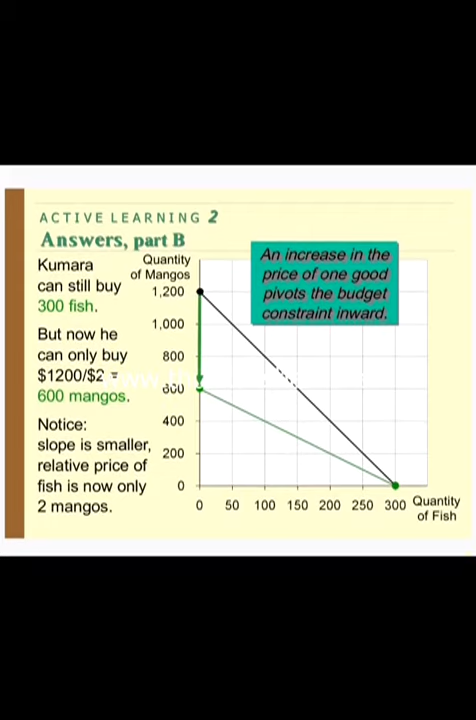 ACTIVE LEARNING 2
Answers, part B
Kumara
can still buy
300 fish.
But now he
can only buy
$1200/$2 =
600 mangos.
Notice:
slope is smaller,
relative price of
fish is now only
2 mangos.
Quantity
of Mangos
An increase in the
price of one good
pivots the budget
constraint inward.
1,200
1,000
800
600
400
200
0
0 50 100 150 200 250 300
Quantity
of Fish